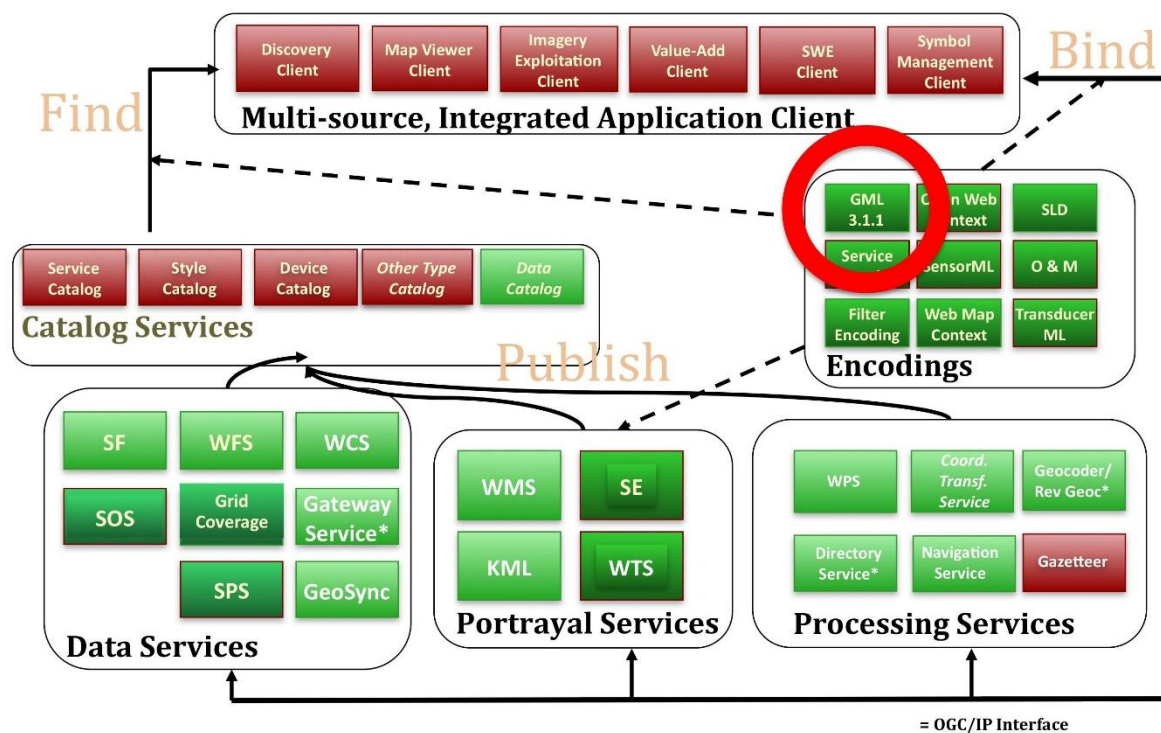 Discovery
Client
Map Viewer
Client
Imagery
Exploitation
Client
Value-Add
Client
SWE
Client
Symbol
Management
Client
Multi-source, Integrated Application Client
Find
Bind
GML
3.1.1
Web
text
SLD
Service
SensorML
O & M
Filter
Encoding
Web Map
Context
Transducer
ML
Encodings
Service
Catalog
Style
Catalog
Device
Catalog
Other Type
Catalog
Data
Catalog
Catalog Services
Publish
SF
WFS
WCS
SOS
Grid
Coverage
Gateway
Service*
SPS
GeoSync
Data Services
WMS
SE
KML
WTS
Portrayal Services
WPS
Coord.
Transf.
Service
Geocoder/
Rev Geoc*
Directory
Service*
Navigation
Service
Gazetteer
Processing Services
= OGC/IP Interface